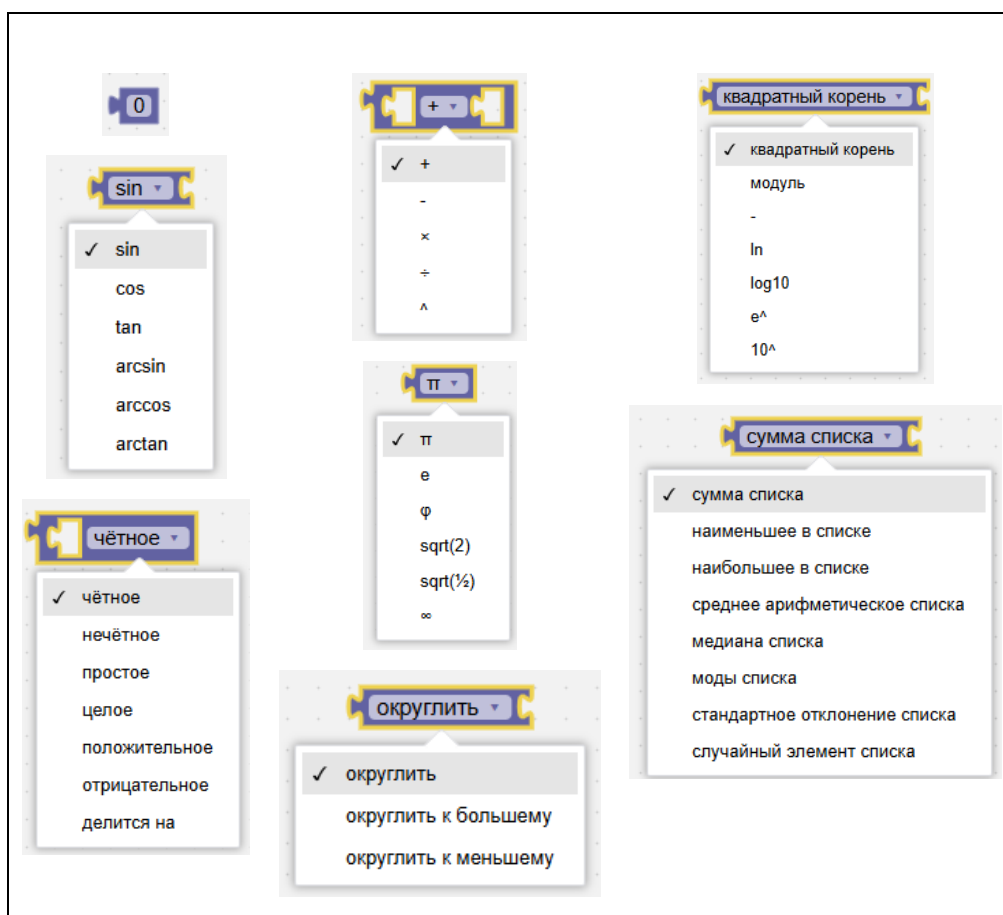 0
sin
✓ sin
cos
tan
arcsin
arccos
arctan
чётное
✓ чётное
нечётное
простое
целое
положительное
отрицательное
делится на
+
✓ +
-
×
÷
^
π
✓ π
e
φ
sqrt(2)
sqrt(½)
∞
округлить
✓ округлить
округлить к большему
округлить к меньшему
квадратный корень
✓ квадратный корень
модуль
-
ln
log10
e^
10^
сумма списка
✓ сумма списка
наименьшее в списке
наибольшее в списке
среднее арифметическое списка
медиана списка
моды списка
стандартное отклонение списка
случайный элемент списка